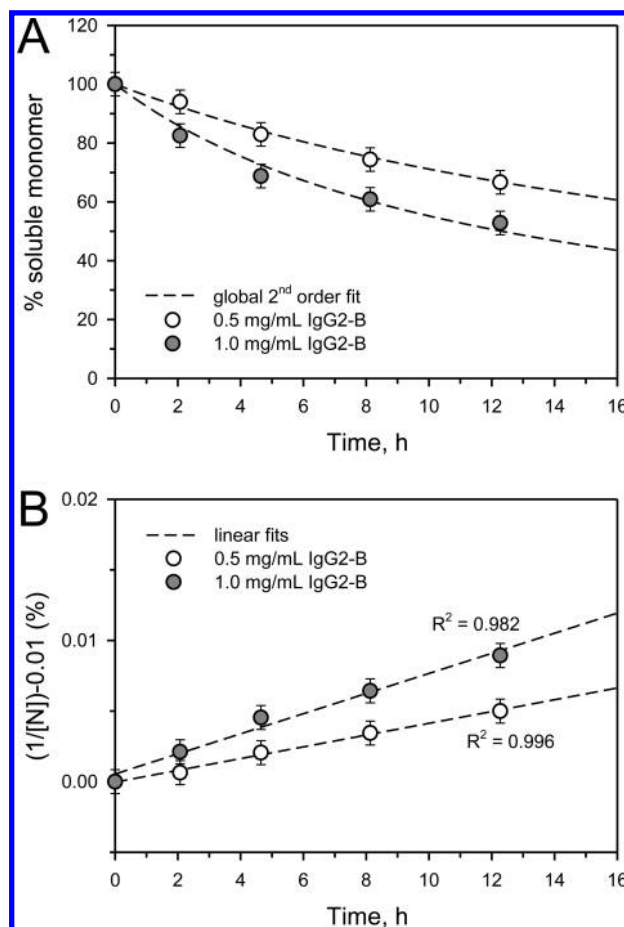 A
120
100
80
60
40
20
0
% soluble monomer
global 2nd order fit
0.5 mg/mL IgG2-B
1.0 mg/mL IgG2-B
0 2 4 6 8 10 12 14 16
Time, h
B
0.02
0.01
0.00
(1/[N])-0.01 (%)
linear fits
0.5 mg/mL IgG2-B
1.0 mg/mL IgG2-B
R² = 0.982
R² = 0.996
0 2 4 6 8 10 12 14 16
Time, h